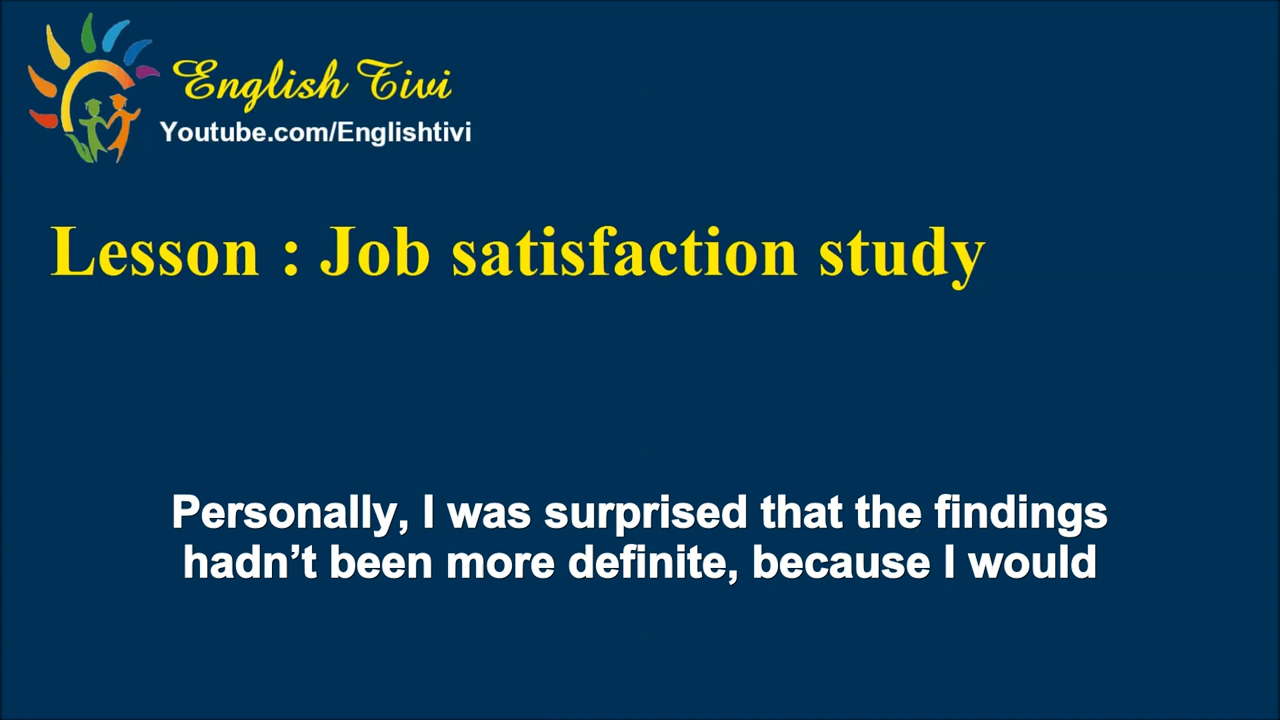 English Tivi
Youtube.com/Englishtivi
Lesson : Job satisfaction study
Personally, I was surprised that the findings
hadn’t been more definite, because I would